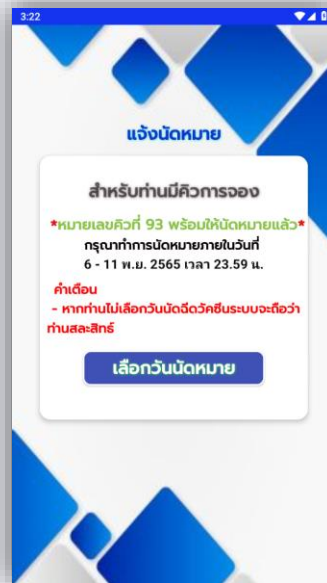 3:22
แจ้งนัดหมาย
สำหรับท่านมีคิวการจอง
*หมายเลขคิวที่ 93 พร้อมให้นัดหมายแล้ว*
กรุณาทำการนัดหมายภายในวันที่
6 - 11 พ.ย. 2565 เวลา 23.59 น.
คำเตือน
- หากท่านไม่เลือกวันนัดฉีดวัคซีนระบบจะถือว่า
ท่านสละสิทธ์
เลือกวันนัดหมาย